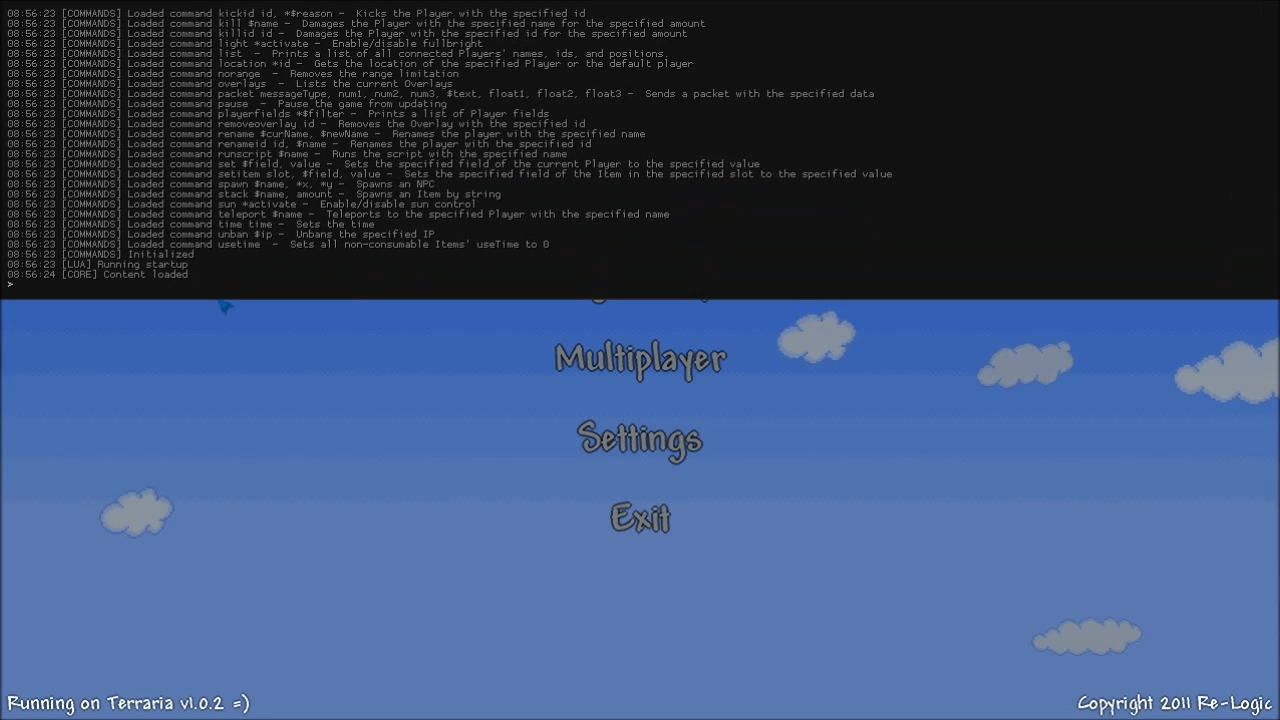 08:56:23 [COMMANDS] Loaded command kickid id, *$reason -  Kicks the Player with the specified id
08:56:23 [COMMANDS] Loaded command kill $name -  Damages the Player with the specified name for the specified amount
08:56:23 [COMMANDS] Loaded command killid id -  Damages the Player with the specified id for the specified amount
08:56:23 [COMMANDS] Loaded command light *activate -  Enable/disable fullbright
08:56:23 [COMMANDS] Loaded command list  -  Prints a list of all connected Players' names, ids, and positions.
08:56:23 [COMMANDS] Loaded command location *id -  Gets the location of the specified Player or the default player
08:56:23 [COMMANDS] Loaded command norange  -  Removes the range limitation
08:56:23 [COMMANDS] Loaded command overlays  -  Lists the current Overlays
08:56:23 [COMMANDS] Loaded command packet messageType, num1, num2, num3, $text, float1, float2, float3 -  Sends a packet with the specified data
08:56:23 [COMMANDS] Loaded command pause  -  Pause the game from updating
08:56:23 [COMMANDS] Loaded command playerfields *$filter -  Prints a list of Player fields
08:56:23 [COMMANDS] Loaded command removeoverlay id -  Removes the Overlay with the specified id
08:56:23 [COMMANDS] Loaded command rename $curName, $newName -  Renames the player with the specified name
08:56:23 [COMMANDS] Loaded command renameid id, $name -  Renames the player with the specified id
08:56:23 [COMMANDS] Loaded command runscript $name -  Runs the script with the specified name
08:56:23 [COMMANDS] Loaded command set $field, value -  Sets the specified field of the current Player to the specified value
08:56:23 [COMMANDS] Loaded command setitem slot, $field, value -  Sets the specified field of the Item in the specified slot to the specified value
08:56:23 [COMMANDS] Loaded command spawn $name, *x, *y -  Spawns an NPC
08:56:23 [COMMANDS] Loaded command stack $name, amount -  Spawns an Item by string
08:56:23 [COMMANDS] Loaded command sun *activate -  Enable/disable sun control
08:56:23 [COMMANDS] Loaded command teleport $name -  Teleports to the specified Player with the specified name
08:56:23 [COMMANDS] Loaded command time time -  Sets the time
08:56:23 [COMMANDS] Loaded command unban $ip -  Unbans the specified IP
08:56:23 [COMMANDS] Loaded command usetime  -  Sets all non-consumable Items' useTime to 0
08:56:23 [COMMANDS] Initialized
08:56:23 [LUA] Running startup
08:56:24 [CORE] Content loaded
>
Multiplayer
Settings
Exit
Running on Terraria v1.0.2 =)
Copyright 2011 Re-Logic